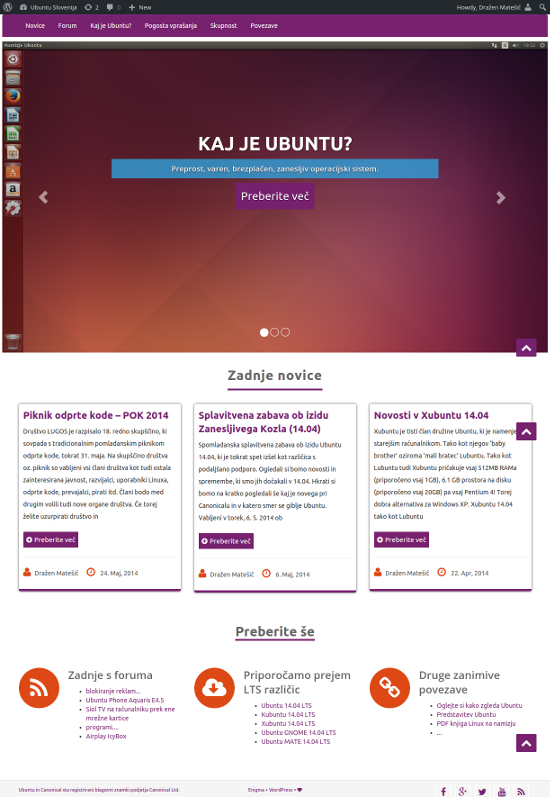 Ubuntu Slovenija 2 0 New Howdy, Dražen Matešič
Novice Forum Kaj je Ubuntu? Pogosta vprašanja Skupnost Povezave
Namizje Ubuntu 19:32
KAJ JE UBUNTU?
Preprost, varen, brezplačen, zanesljiv operacijski sistem.
Preberite več
Zadnje novice
Piknik odprte kode – POK 2014
Društvo LUGOS je razpisalo 18. redno skupščino, ki
sovpada s tradicionalnim pomladanskim piknikom
odprte kode, tokrat 31. maja. Na skupščino društva
oz. piknik so vabljeni vsi člani društva kot tudi ostala
zainteresirana javnost, razvijalci, uporabniki Linuxa,
odprte kode, prevajalci, pirati itd. Člani bodo med
drugim volili tudi nove organe društva. Če torej
želite uzurpirati društvo in
Preberite več
Dražen Matešič 24. Maj, 2014
Splavitvena zabava ob izidu
Zanesljivega Kozla (14.04)
Spomladanska splavitvena zabava ob izidu Ubuntu
14.04, ki je tokrat spet izšel kot različica s
podaljšano podporo. Ogledali si bomo novosti in
spremembe, ki smo jih dočakali v 14.04. Hkrati si
bomo na kratko pogledali še kaj je novega pri
Canonicalu in v katero smer se giblje Ubuntu.
Vabljeni v torek, 6. 5. 2014 ob
Preberite več
Dražen Matešič 6. Maj, 2014
Novosti v Xubuntu 14.04
Xubuntu je tisti član družine Ubuntu, ki je namenjen
starejšim računalnikom. Tako kot njegov 'baby
brother' oziroma 'mali bratec' Lubuntu. Tako kot
Lubuntu tudi Xubuntu pričakuje vsaj 512MB RAMa
(priporočeno vsaj 1GB), 6.1 GB prostora na disku
(priporočeno vsaj 20GB) pa vsaj Pentium 4! Torej
dobra alternativa za Windows XP. Xubuntu 14.04
tako kot Lubuntu
Preberite več
Dražen Matešič 22. Apr, 2014
Preberite še
Zadnje s foruma
blokiranje reklam...
Ubuntu Phone Aquaris E4.5
Siol TV na računalniku prek ene
mrežne kartice
programi....
Airplay IcyBox
Priporočamo prejem
LTS različic
Ubuntu 14.04 LTS
Kubuntu 14.04 LTS
Xubuntu 14.04 LTS
Ubuntu GNOME 14.04 LTS
Ubuntu MATE 14.04 LTS
Druge zanimive
povezave
Oglejte si kako zgleda Ubuntu
Predstavitev Ubuntu
PDF knjiga Linux na namizju
...
Ubuntu in Canonical sta registrirani blagovni znamki podjetja Canonical Ltd. Enigma + WordPress =